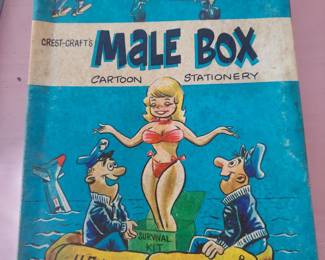 CREST-CRAFT'S
MALE BOX
CARTOON STATIONERY
SURVIVAL
KIT